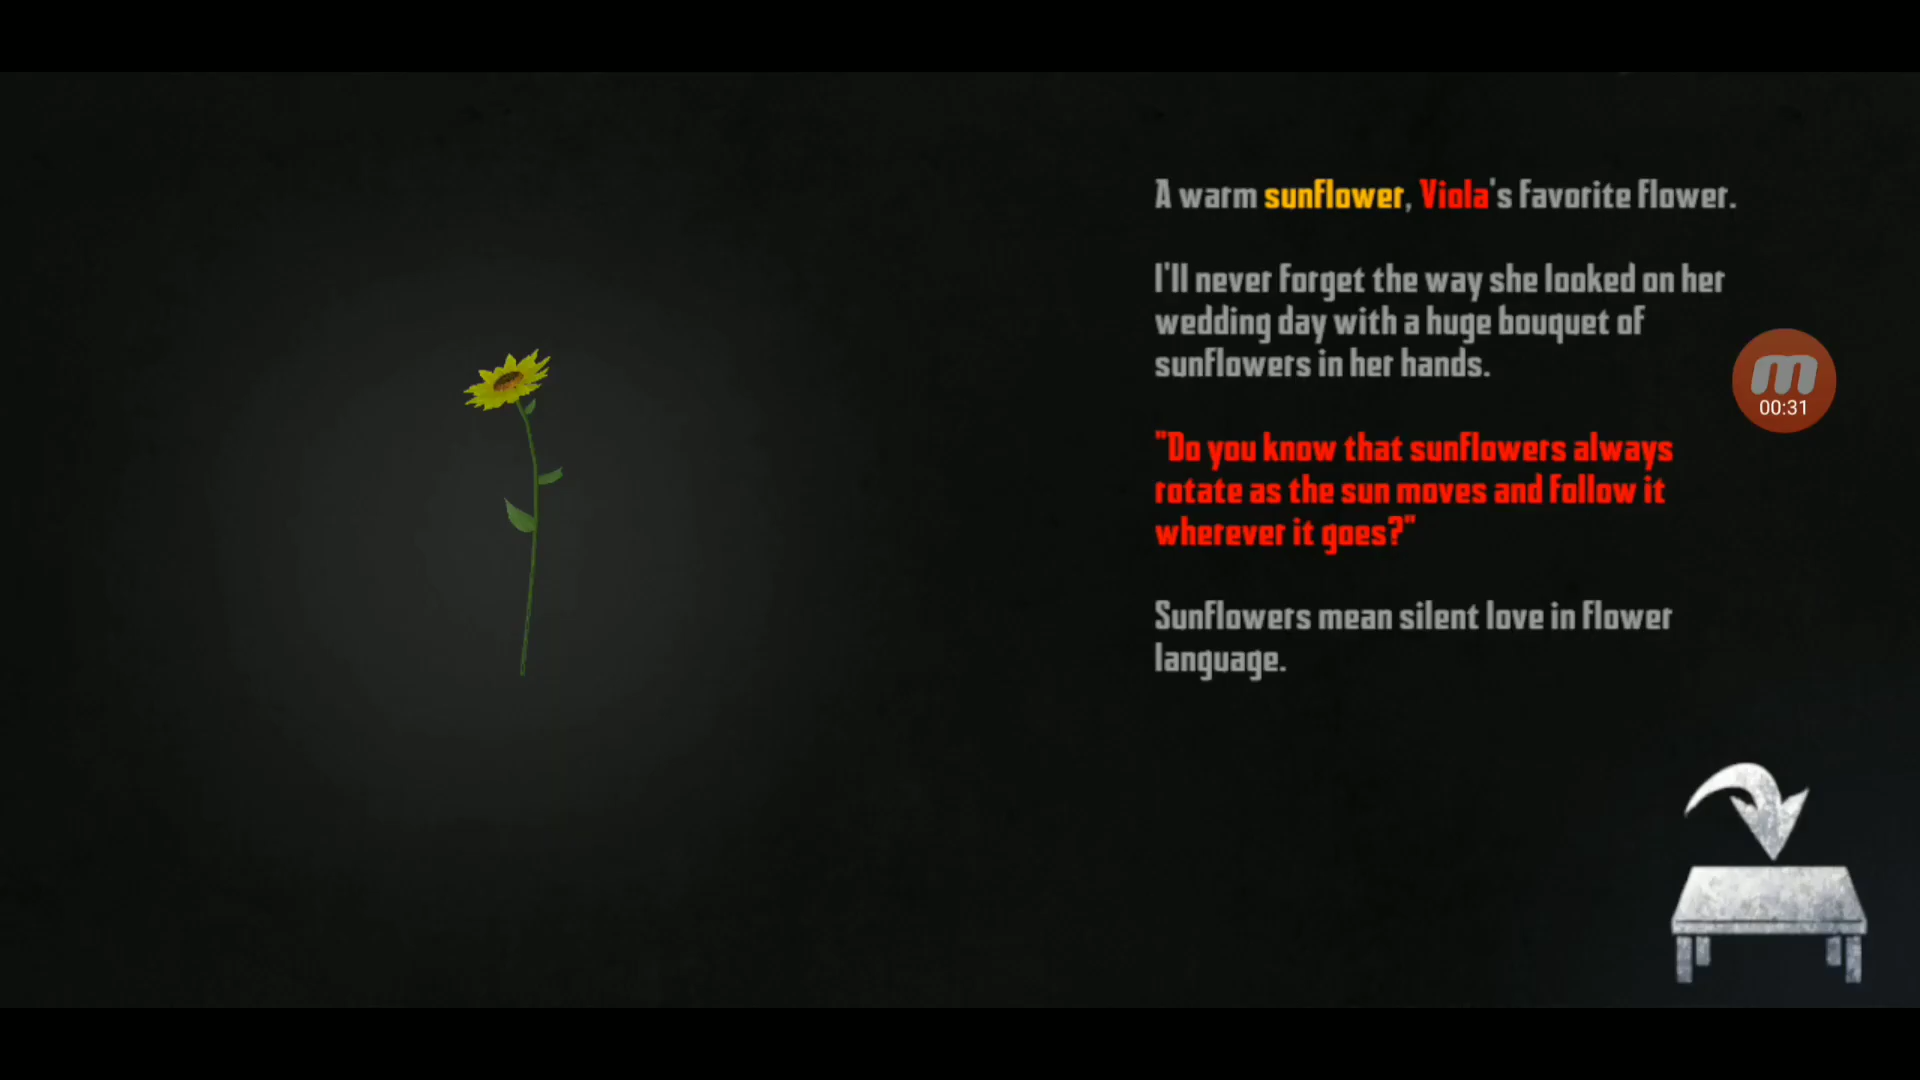 A warm sunflower, Viola's favorite flower.
I'll never forget the way she looked on her
wedding day with a huge bouquet of
sunflowers in her hands.
"Do you know that sunflowers always
rotate as the sun moves and follow it
wherever it goes?"
Sunflowers mean silent love in flower
language.
m
00:31